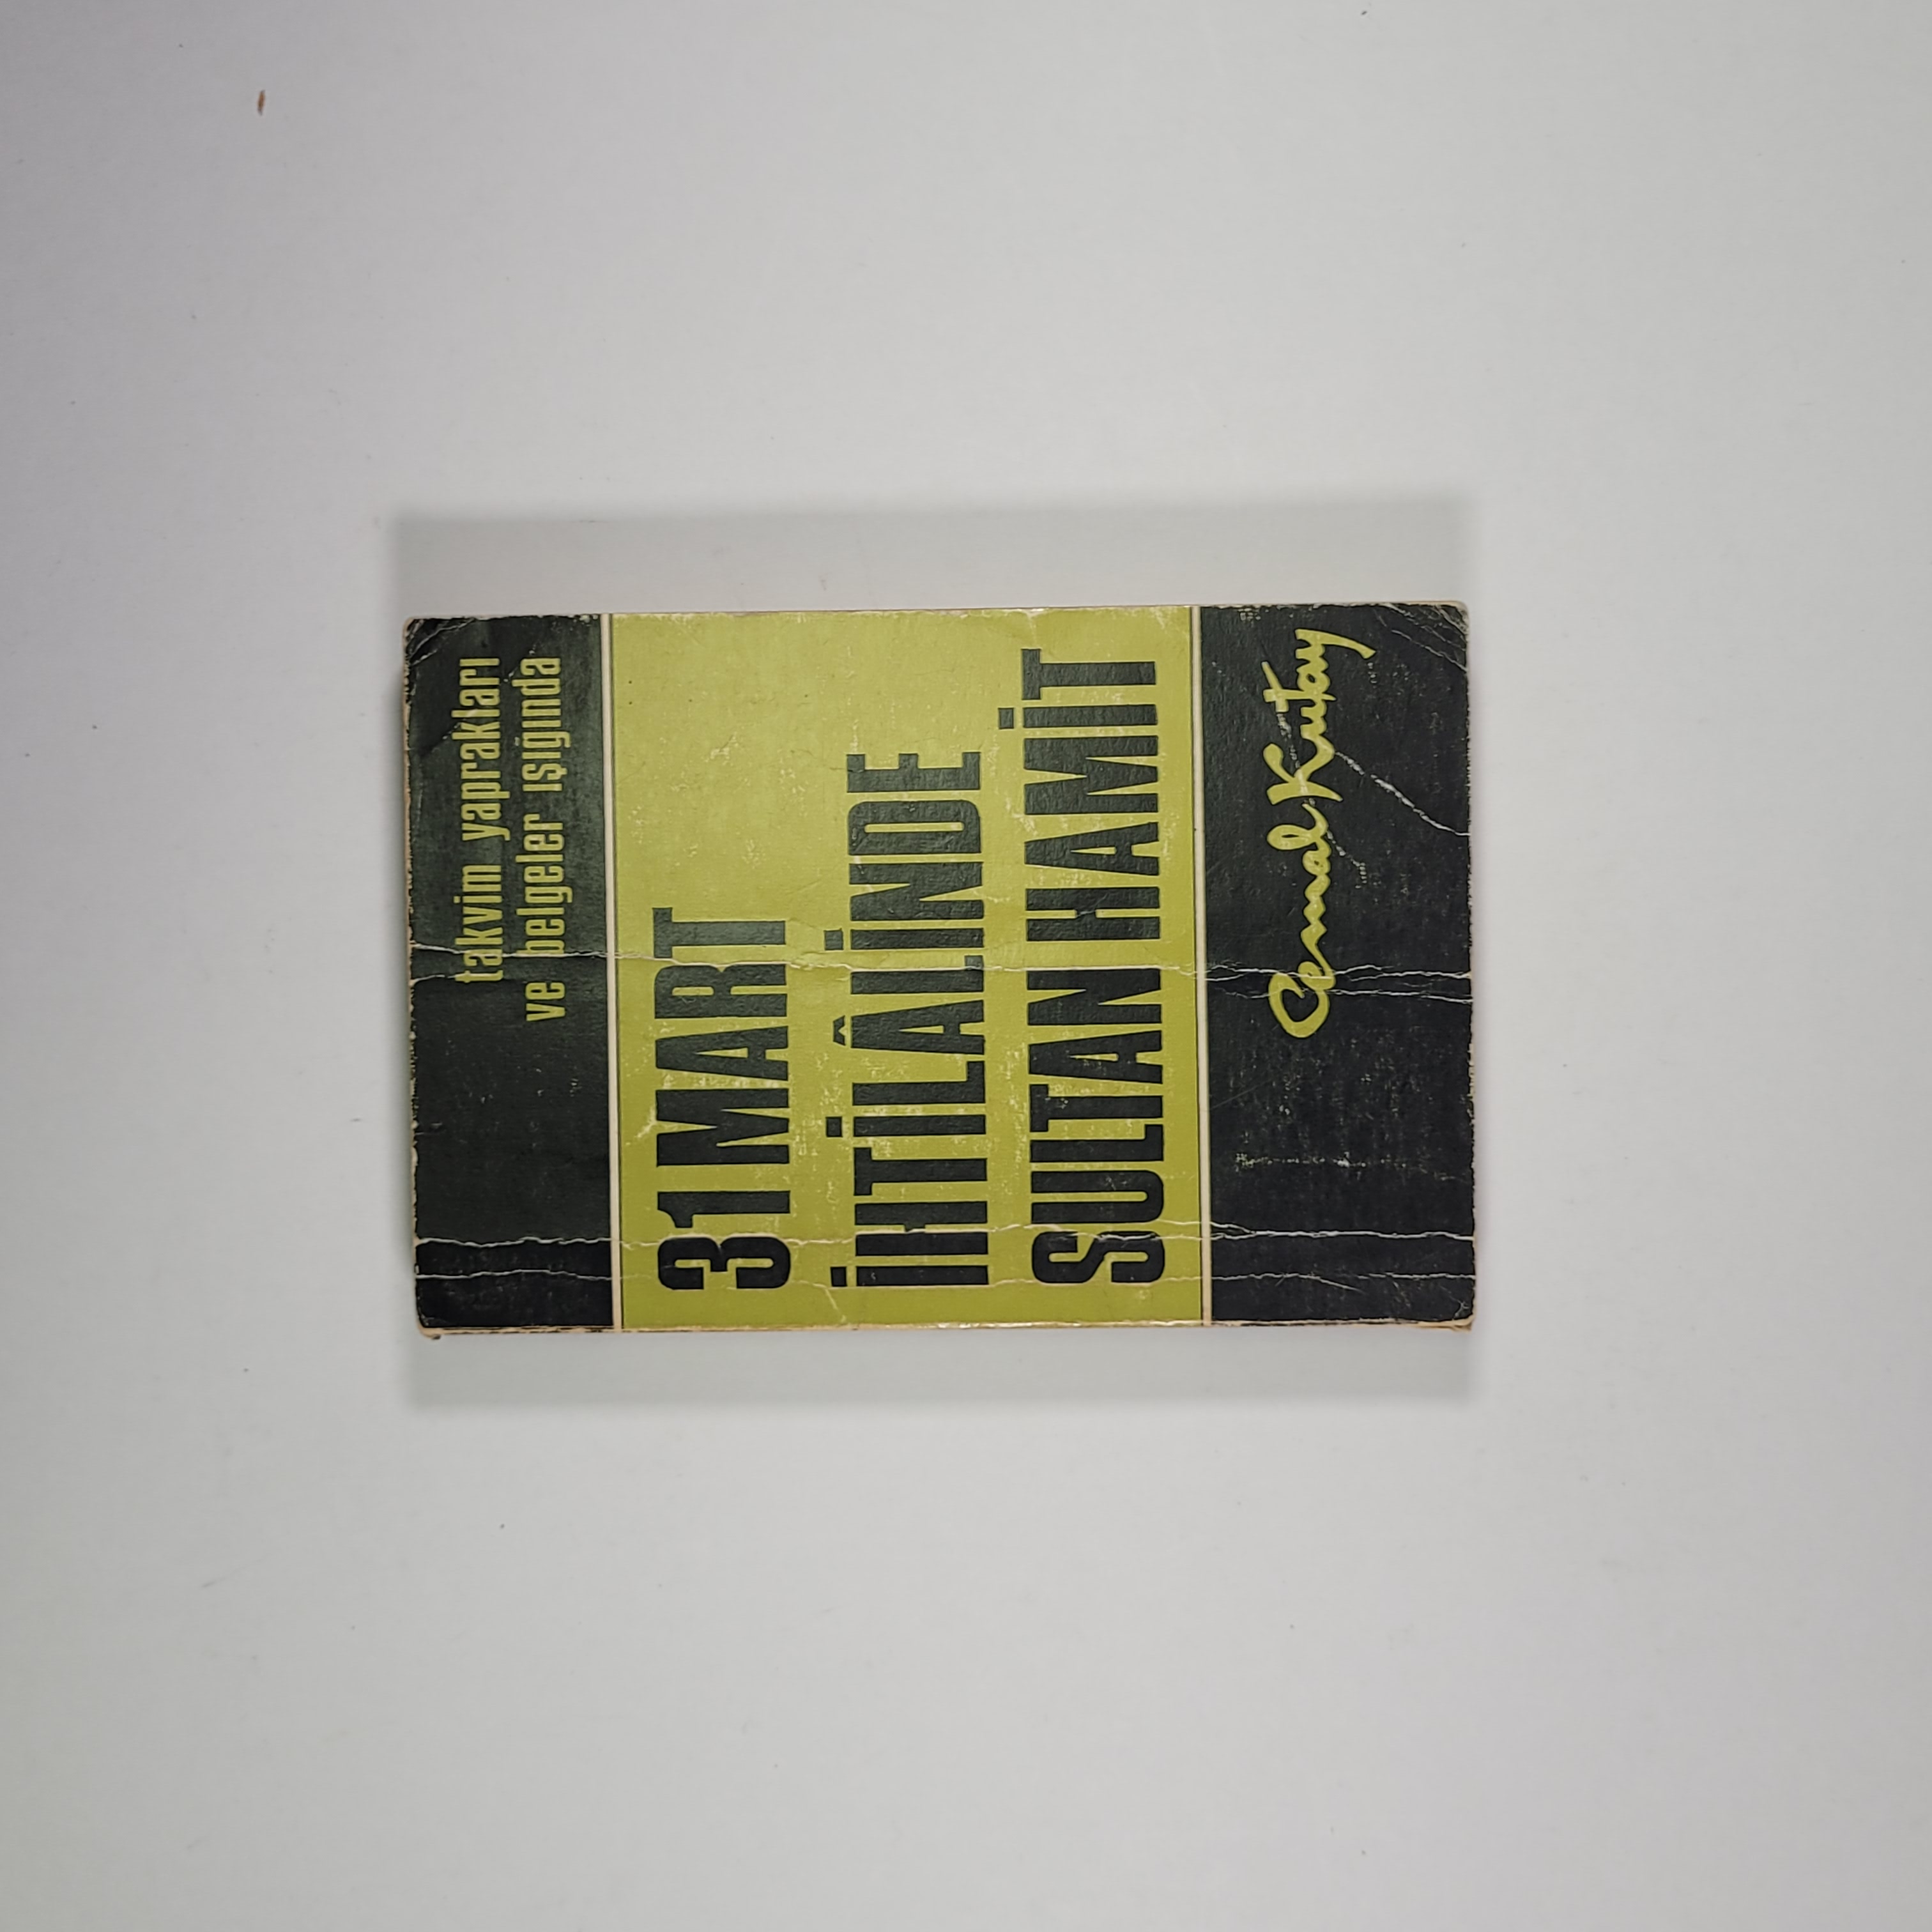 takvim yaprakları
ve belgeler ışığında
31 MART
İHTİLÂLİNDE
SULTAN HAMİT
Cemal Kutay